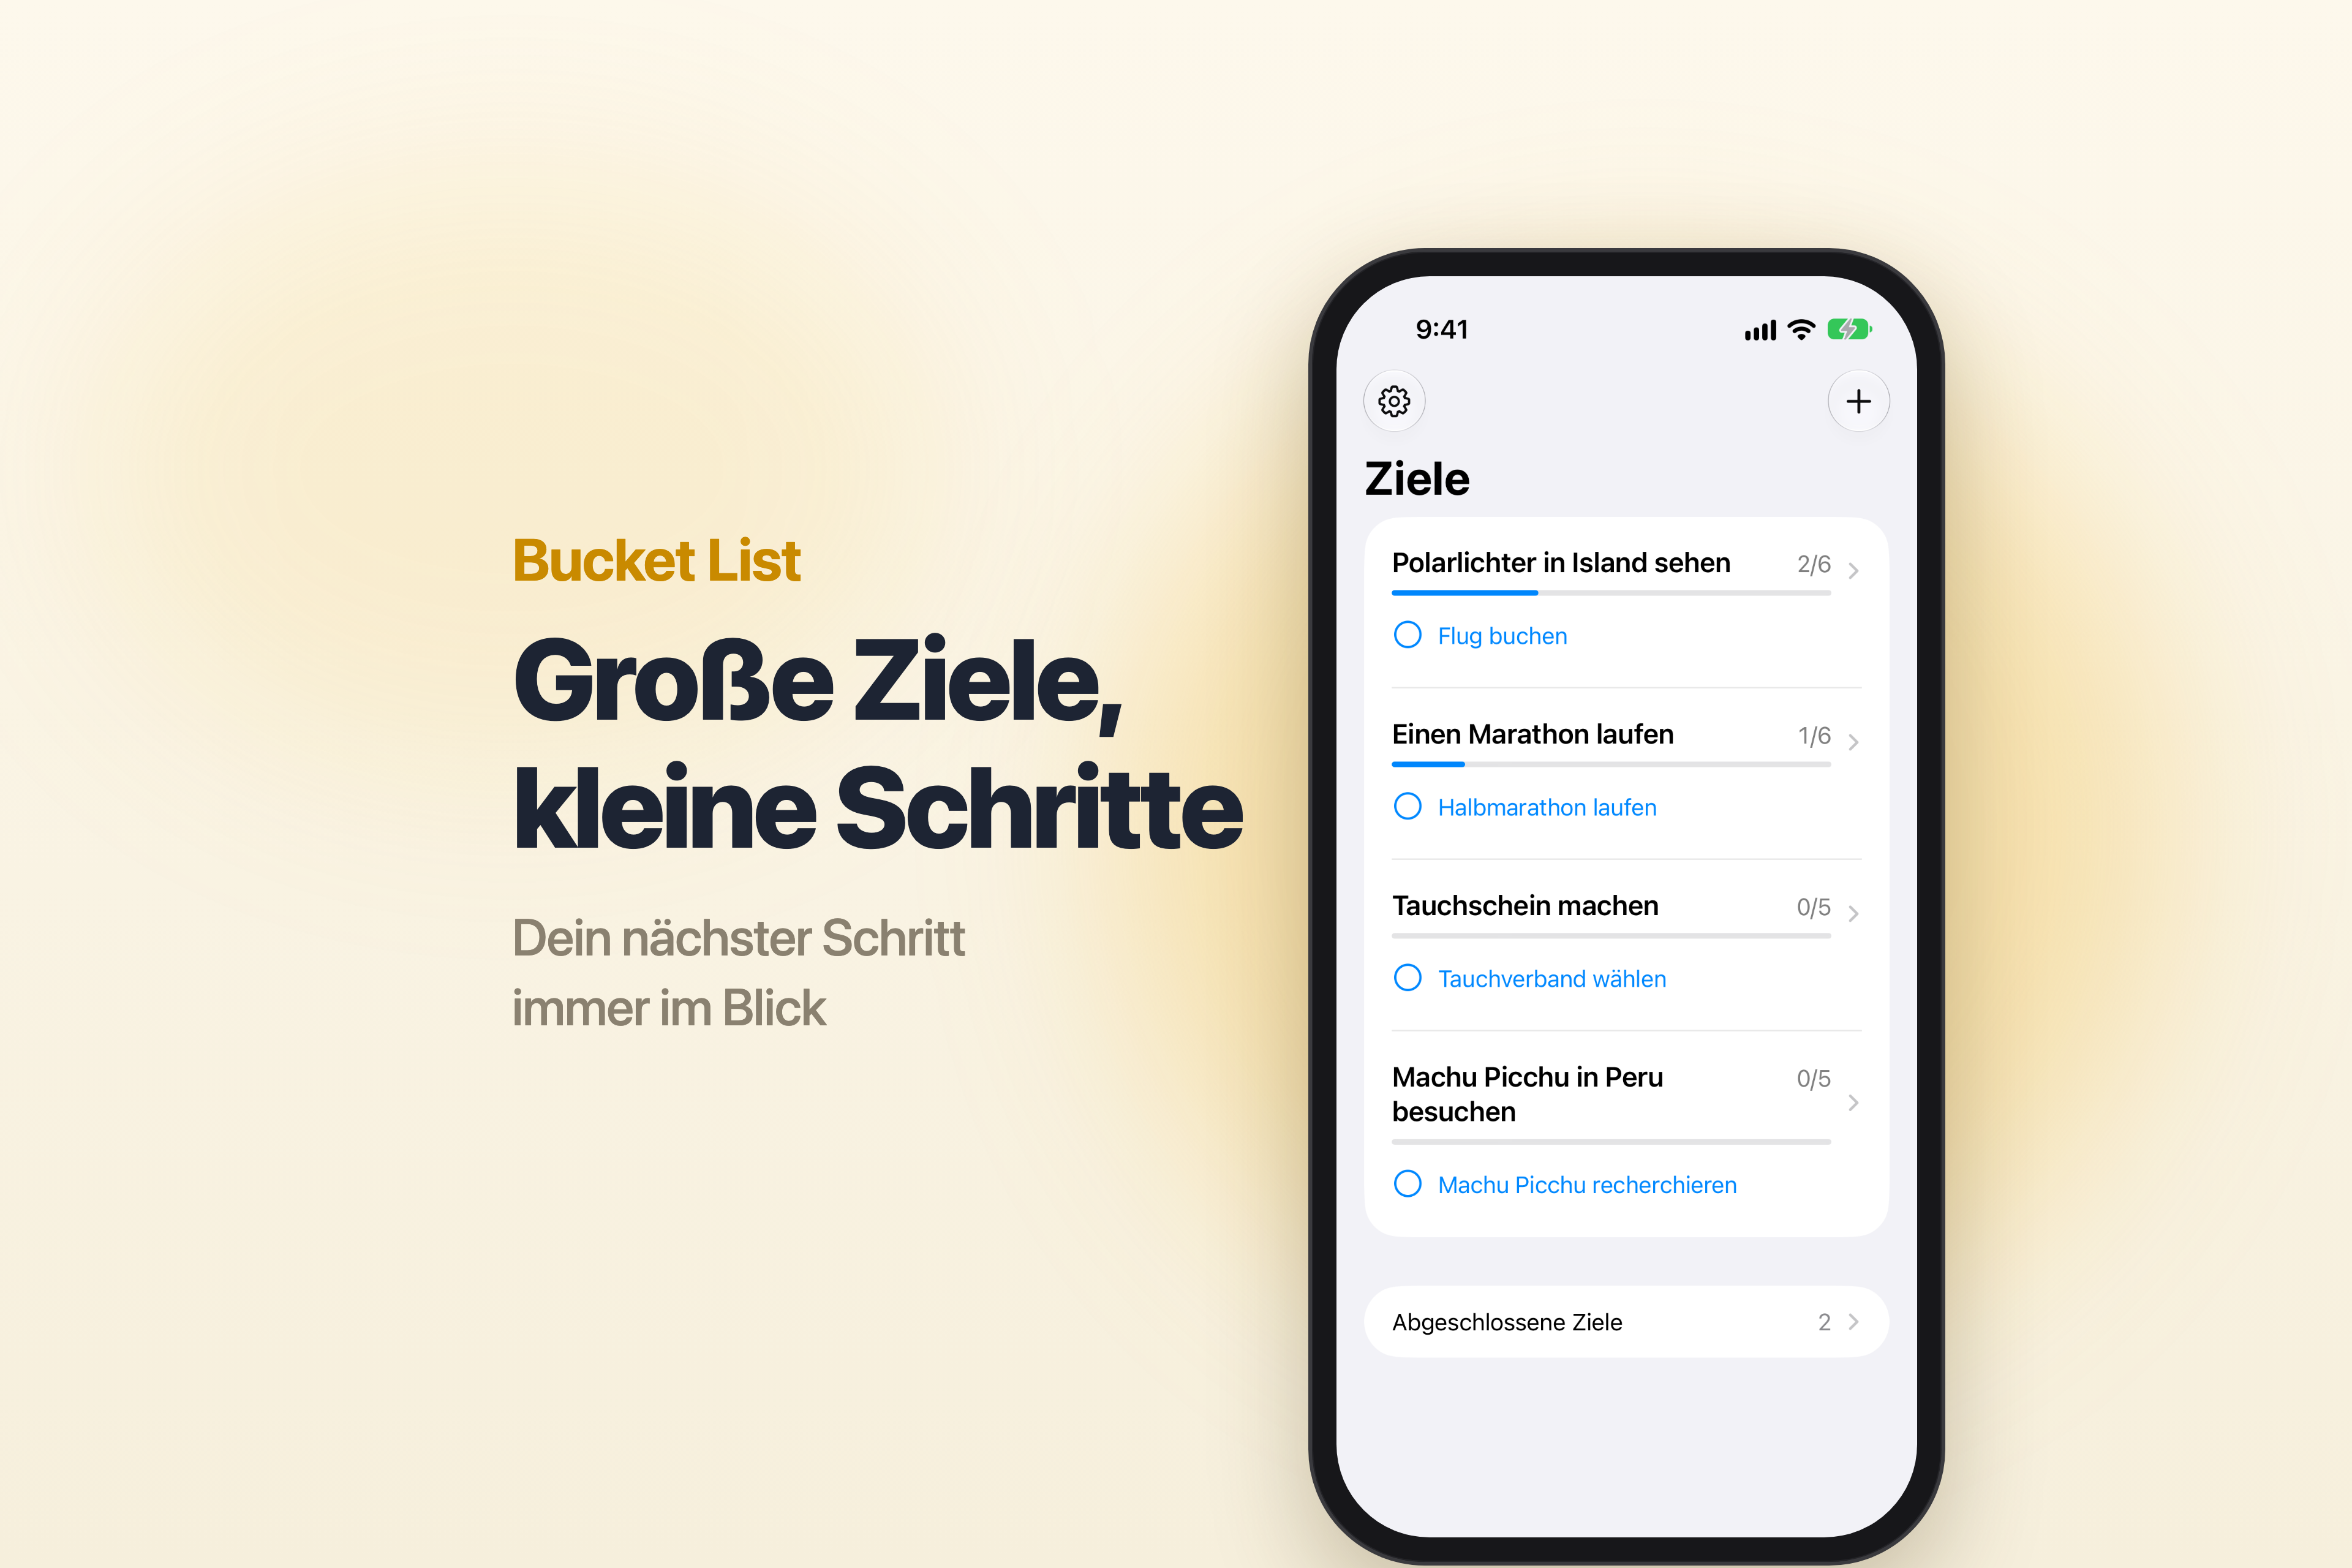 Bucket List
Große Ziele,
kleine Schritte
Dein nächster Schritt
immer im Blick
9:41
Ziele
Polarlichter in Island sehen 2/6
Flug buchen
Einen Marathon laufen 1/6
Halbmarathon laufen
Tauchschein machen 0/5
Tauchverband wählen
Machu Picchu in Peru 0/5
besuchen
Machu Picchu recherchieren
Abgeschlossene Ziele 2